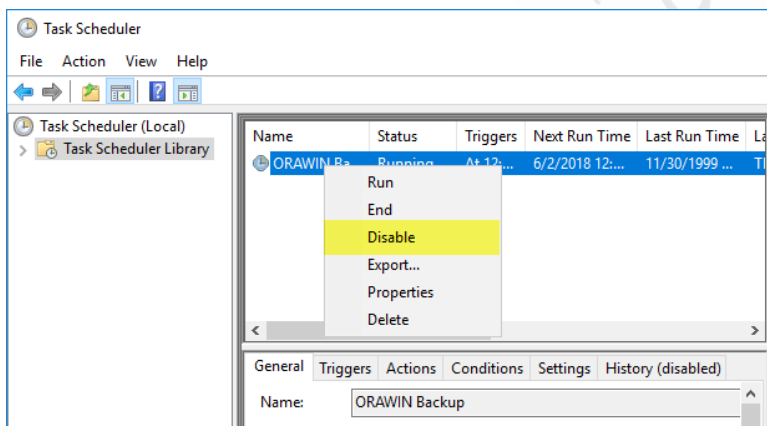 Task Scheduler
File Action View Help
Task Scheduler (Local)
Task Scheduler Library
Name Status Triggers Next Run Time Last Run Time La
ORAWIN Ba... Running At 12:... 6/2/2018 12:... 11/30/1999 ...
Run
End
Disable
Export...
Properties
Delete
General Triggers Actions Conditions Settings History (disabled)
Name: ORAWIN Backup